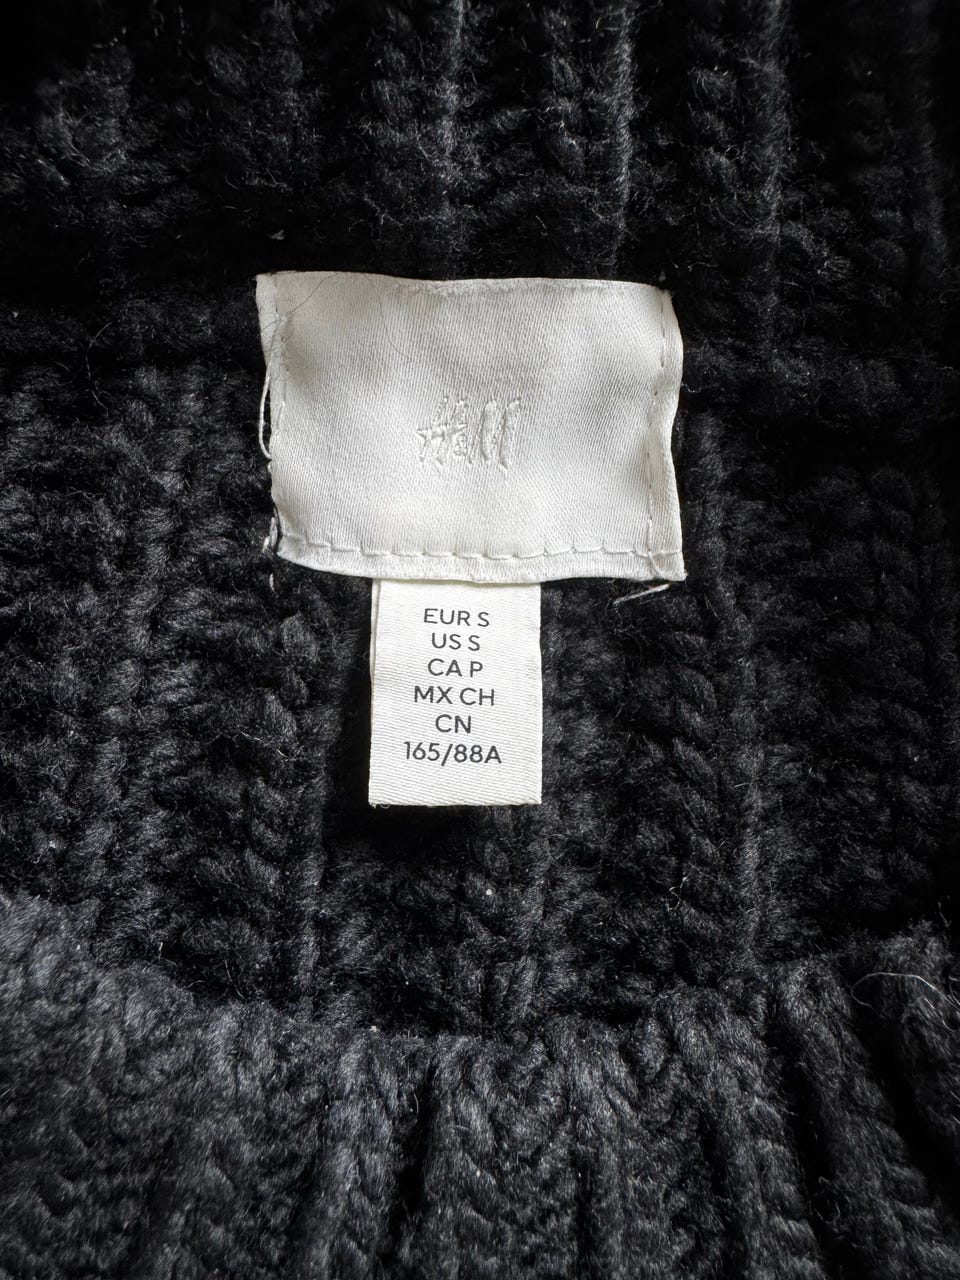 H&M
EUR S
US S
CA P
MX CH
CN
165/88A